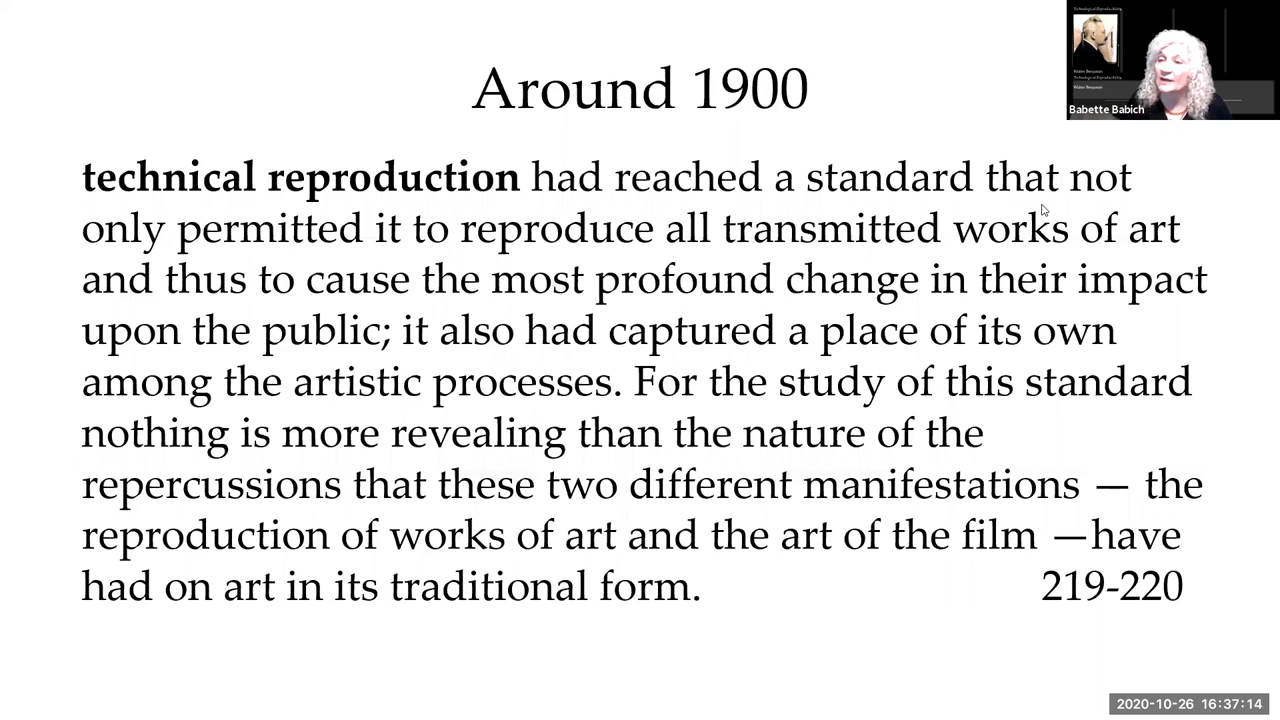 Around 1900
technical reproduction had reached a standard that not
only permitted it to reproduce all transmitted works of art
and thus to cause the most profound change in their impact
upon the public; it also had captured a place of its own
among the artistic processes. For the study of this standard
nothing is more revealing than the nature of the
repercussions that these two different manifestations — the
reproduction of works of art and the art of the film —have
had on art in its traditional form. 219-220
Walter Benjamin
Walter Benjamin
Babette Babich
2020-10-26 16:37:14